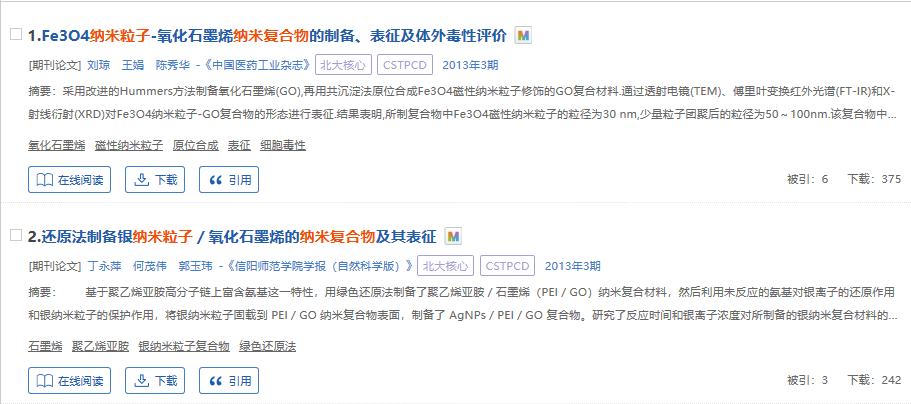 1.Fe3O4纳米粒子-氧化石墨烯纳米复合物的制备、表征及体外毒性评价 M
[期刊论文] 刘琼 王娟 陈秀华 -《中国医药工业杂志》 北大核心 CSTPCD 2013年3期
摘要：采用改进的Hummers方法制备氧化石墨烯(GO),再用共沉淀法原位合成Fe3O4磁性纳米粒子修饰的GO复合材料.通过透射电镜(TEM)、傅里叶变换红外光谱(FT-IR)和X-
射线衍射(XRD)对Fe3O4纳米粒子-GO复合物的形态进行表征.结果表明,所制复合物中Fe3O4磁性纳米粒子的粒径为30 nm,少量粒子团聚后的粒径为50～100nm.该复合物中...
氧化石墨烯 磁性纳米粒子 原位合成 表征 细胞毒性
在线阅读 下载 引用 被引：6 下载：375
2.还原法制备银纳米粒子／氧化石墨烯的纳米复合物及其表征 M
[期刊论文] 丁永萍 何茂伟 郭玉玮 -《信阳师范学院学报（自然科学版）》 北大核心 CSTPCD 2013年3期
摘要： 基于聚乙烯亚胺高分子链上富含氨基这一特性，用绿色还原法制备了聚乙烯亚胺／石墨烯（PEI／GO）纳米复合材料，然后利用未反应的氨基对银离子的还原作用
和银纳米粒子的保护作用，将银纳米粒子固载到 PEI／GO 纳米复合物表面，制备了 AgNPs／PEI／GO 复合物。研究了反应时间和银离子浓度对所制备的银纳米复合材料的...
石墨烯 聚乙烯亚胺 银纳米粒子复合物 绿色还原法
在线阅读 下载 引用 被引：3 下载：242